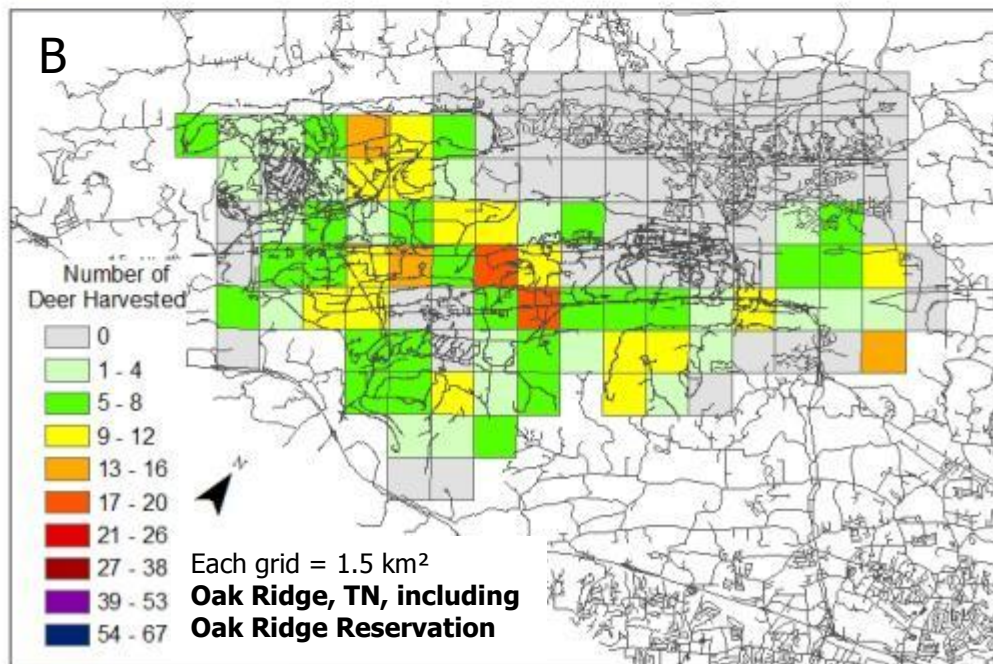 B
N
Number of
Deer Harvested
0
1 - 4
5 - 8
9 - 12
13 - 16
17 - 20
21 - 26
27 - 38
39 - 53
54 - 67
Each grid = 1.5 km²
Oak Ridge, TN, including
Oak Ridge Reservation